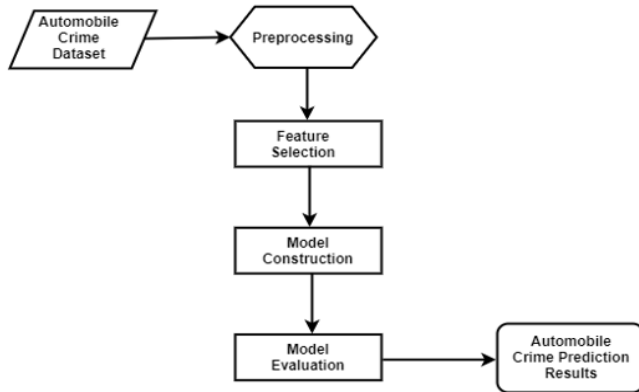 Automobile
Crime
Dataset
Preprocessing
Feature
Selection
Model
Construction
Model
Evaluation
Automobile
Crime Prediction
Results